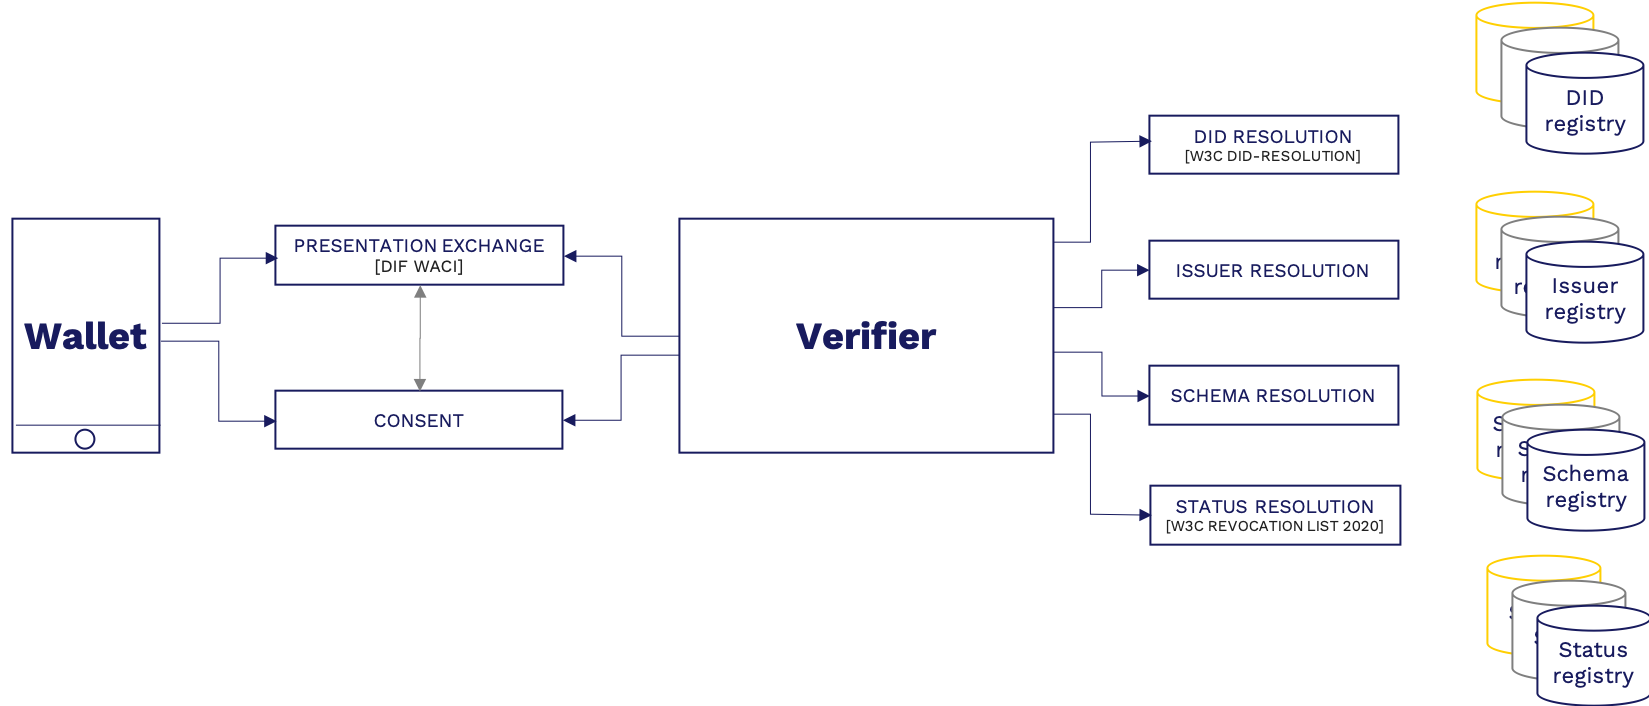 Wallet
PRESENTATION EXCHANGE
[DIF WACI]
CONSENT
Verifier
DID RESOLUTION
[W3C DID-RESOLUTION]
ISSUER RESOLUTION
SCHEMA RESOLUTION
STATUS RESOLUTION
[W3C REVOCATION LIST 2020]
DID
registry
Issuer
registry
Schema
registry
Status
registry